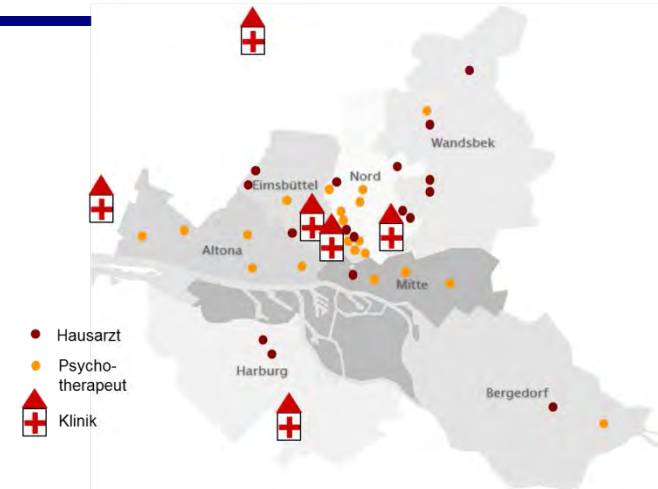 Wandsbek
Nord
Eimsbüttel
Altona
Mitte
Hausarzt
Psycho-
therapeut
Klinik
Harburg
Bergedorf